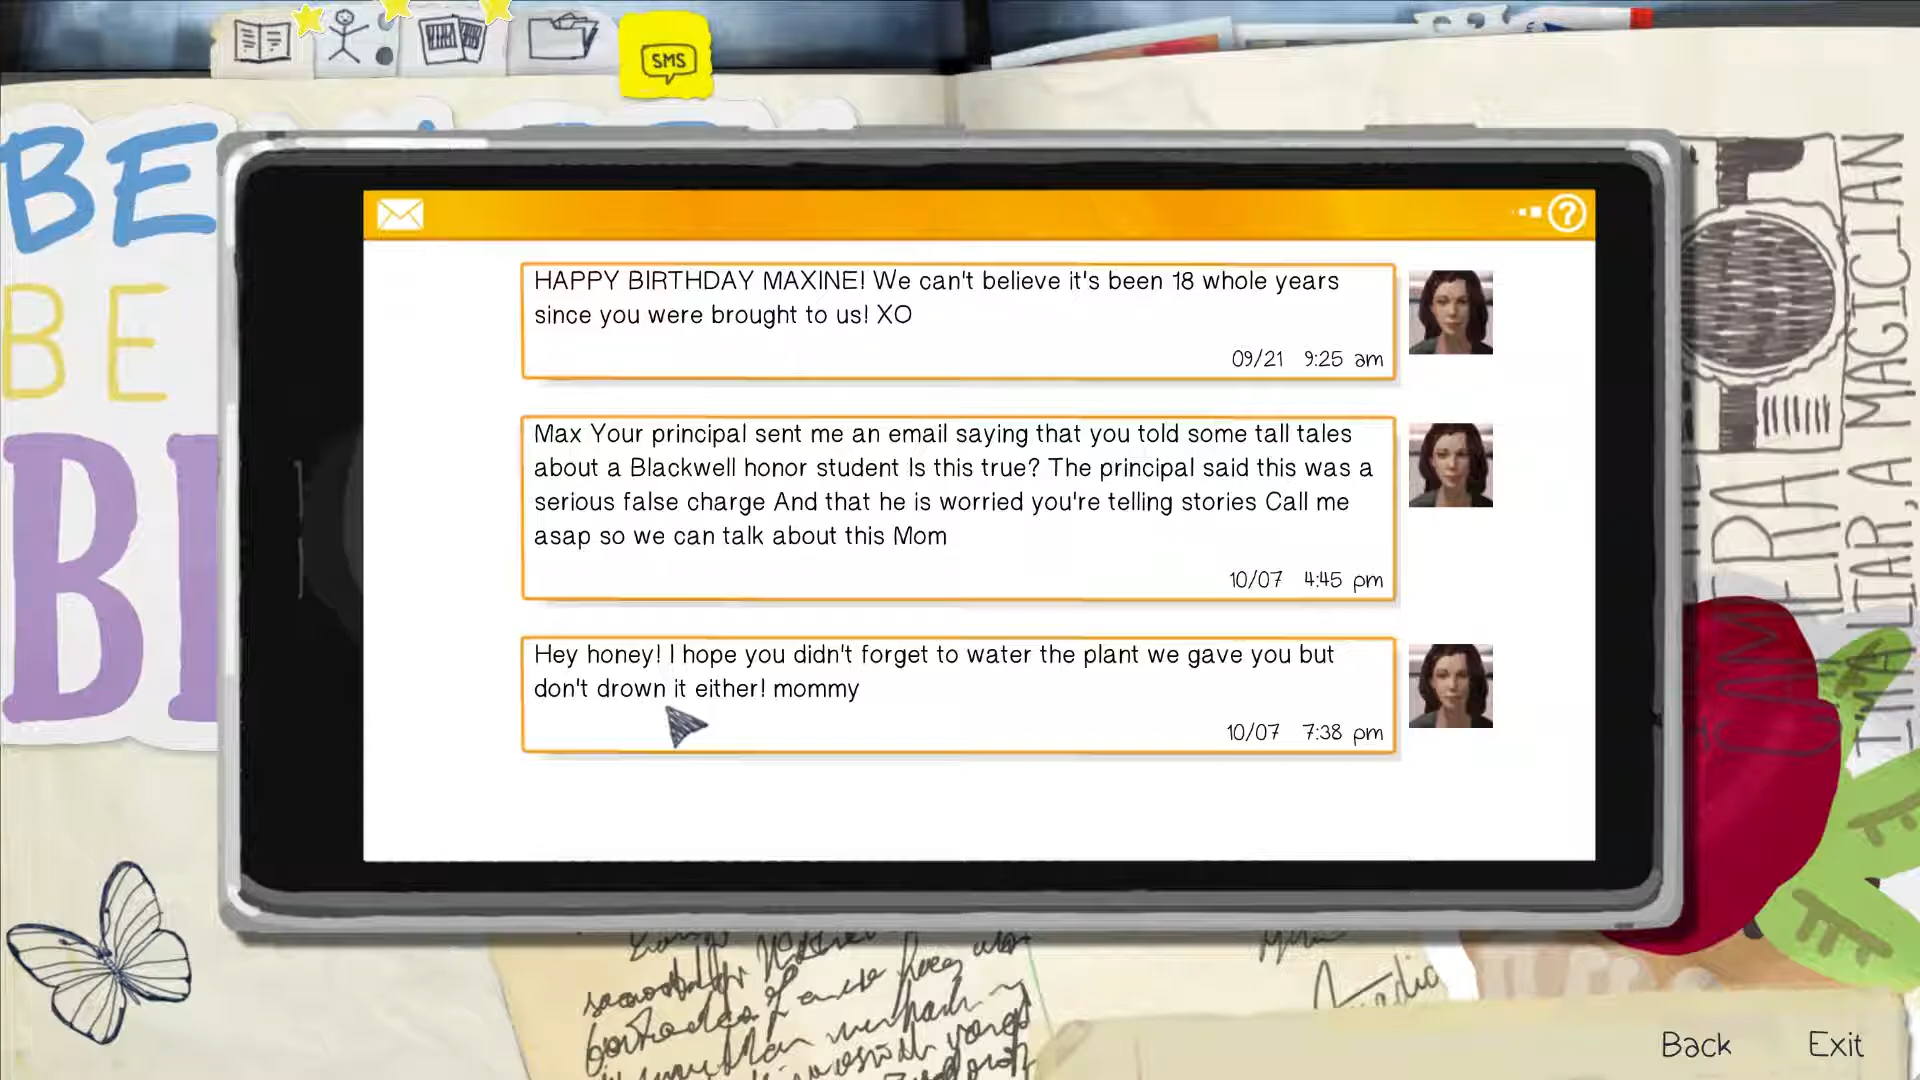 SMS
BE
BE
HAPPY BIRTHDAY MAXINE! We can't believe it's been 18 whole years
since you were brought to us! XO
09/21 9:25 am
Max Your principal sent me an email saying that you told some tall tales
about a Blackwell honor student Is this true? The principal said this was a
serious false charge And that he is worried you're telling stories Call me
asap so we can talk about this Mom
10/07 4:45 pm
Hey honey! I hope you didn't forget to water the plant we gave you but
don't drown it either! mommy
10/07 7:38 pm
CAMERA
LIAR, A MAGICIAN
Back
Exit